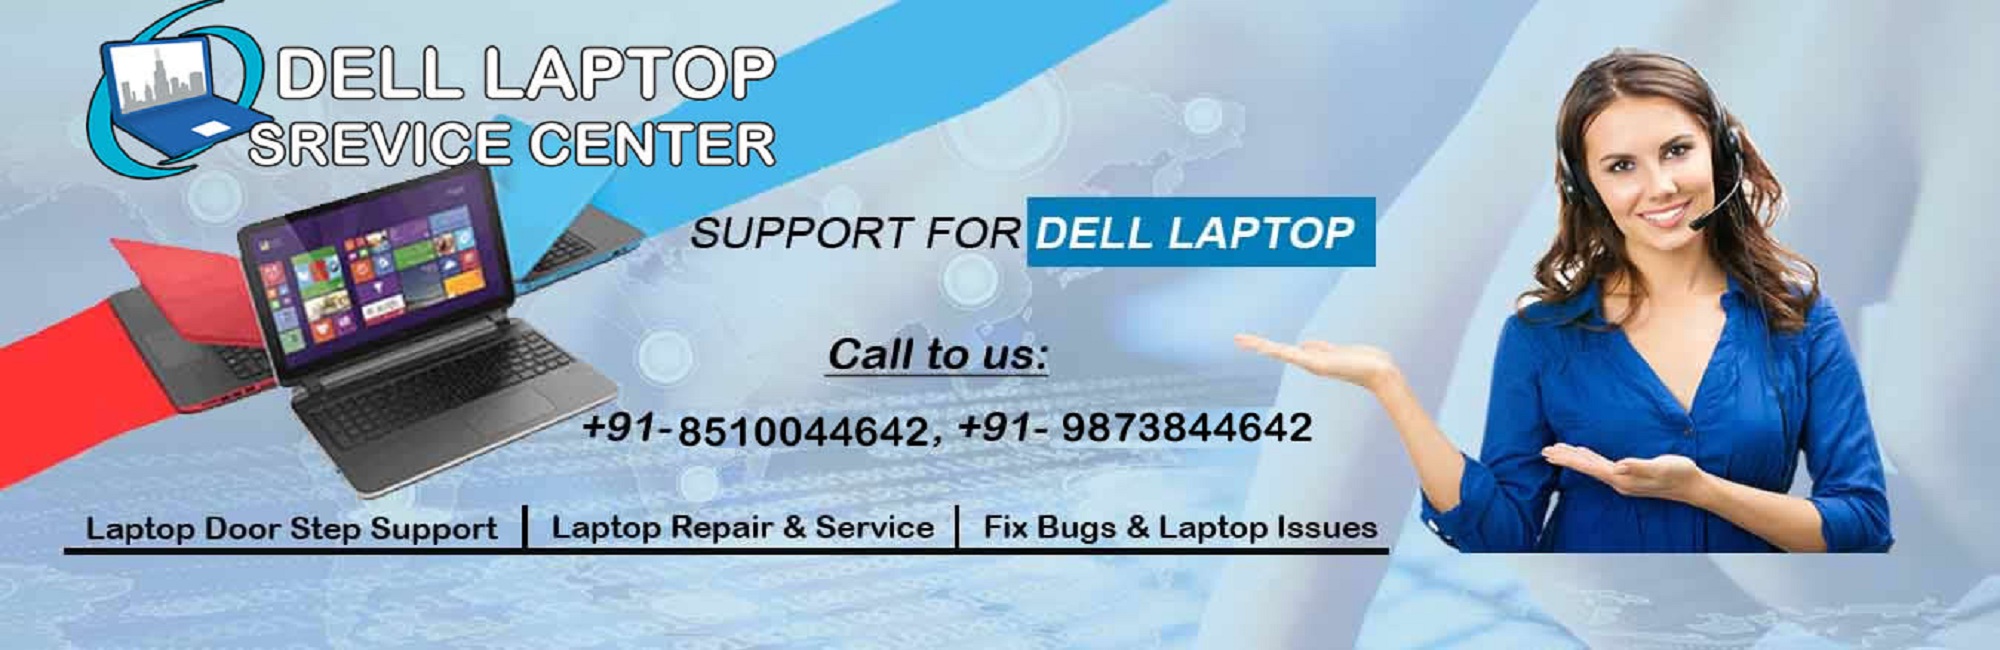 DELL LAPTOP
SREVICE CENTER
SUPPORT FOR DELL LAPTOP
Call to us:
+91-8510044642, +91- 9873844642
Laptop Door Step Support | Laptop Repair & Service | Fix Bugs & Laptop Issues